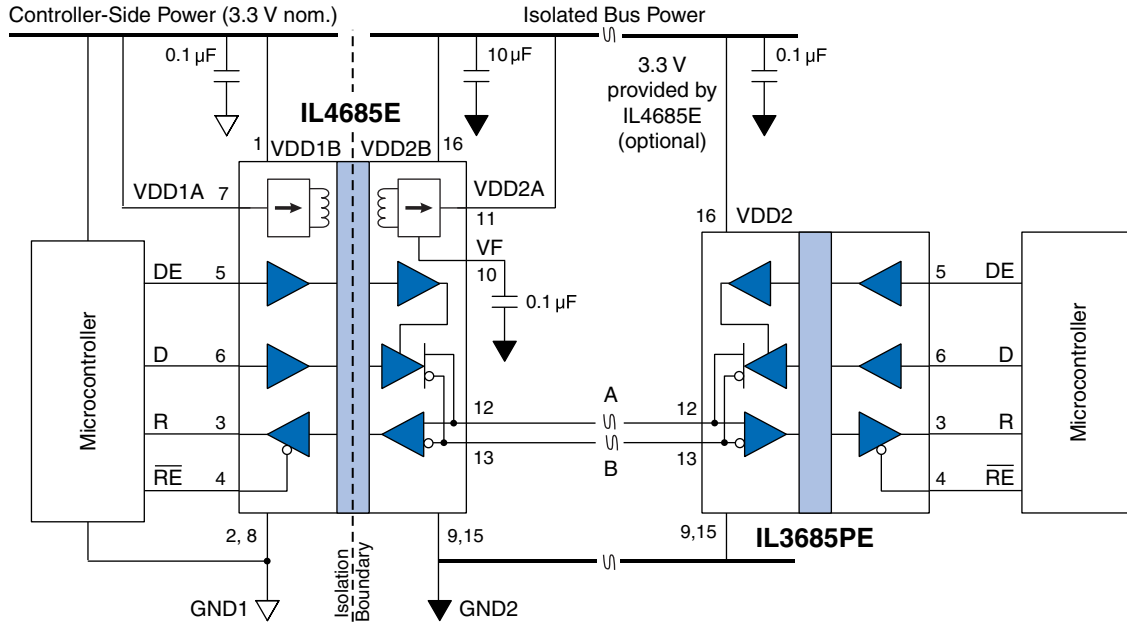 Controller-Side Power (3.3 V nom.)
Isolated Bus Power
0.1 µF
10 µF
0.1 µF
3.3 V
provided by
IL4685E
(optional)
IL4685E
1
VDD1B
VDD2B
16
VDD1A
7
VDD2A
11
16
VDD2
VF
10
0.1 µF
DE
5
5
DE
D
6
6
D
A
12
12
R
3
3
R
13
B
13
RE
4
4
RE
Microcontroller
Microcontroller
2, 8
9,15
9,15
IL3685PE
Isolation
Boundary
GND1
GND2